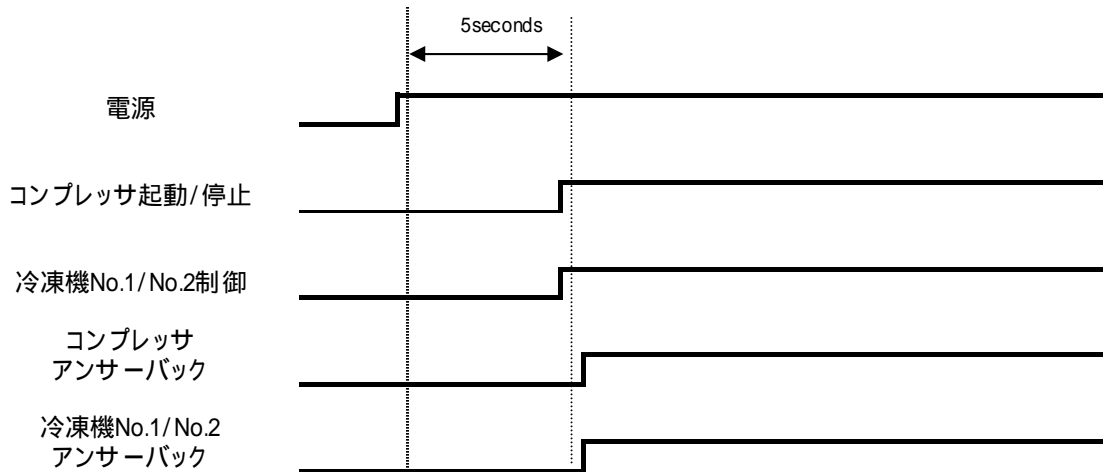 5seconds
電源
コンプレッサ起動/停止
冷凍機No.1/No.2制御
コンプレッサ
アンサーバック
冷凍機No.1/No.2
アンサーバック